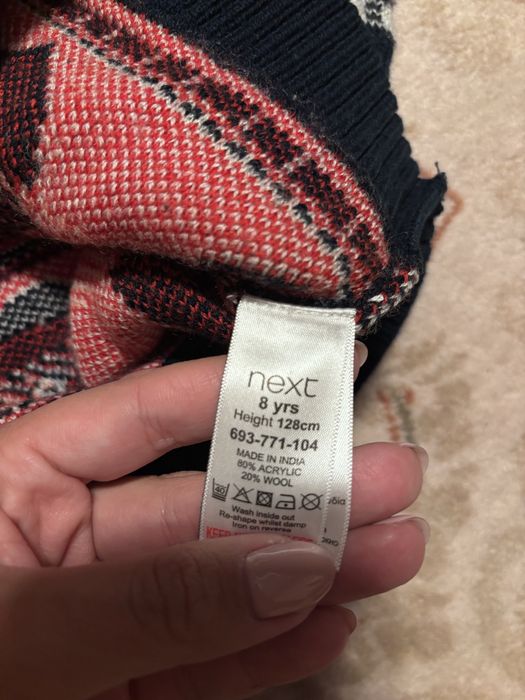 next
8 yrs
Height 128cm
693-771-104
MADE IN INDIA
80% ACRYLIC
20% WOOL
40
Wash inside out
Re-shape whilst damp
Iron on reverse